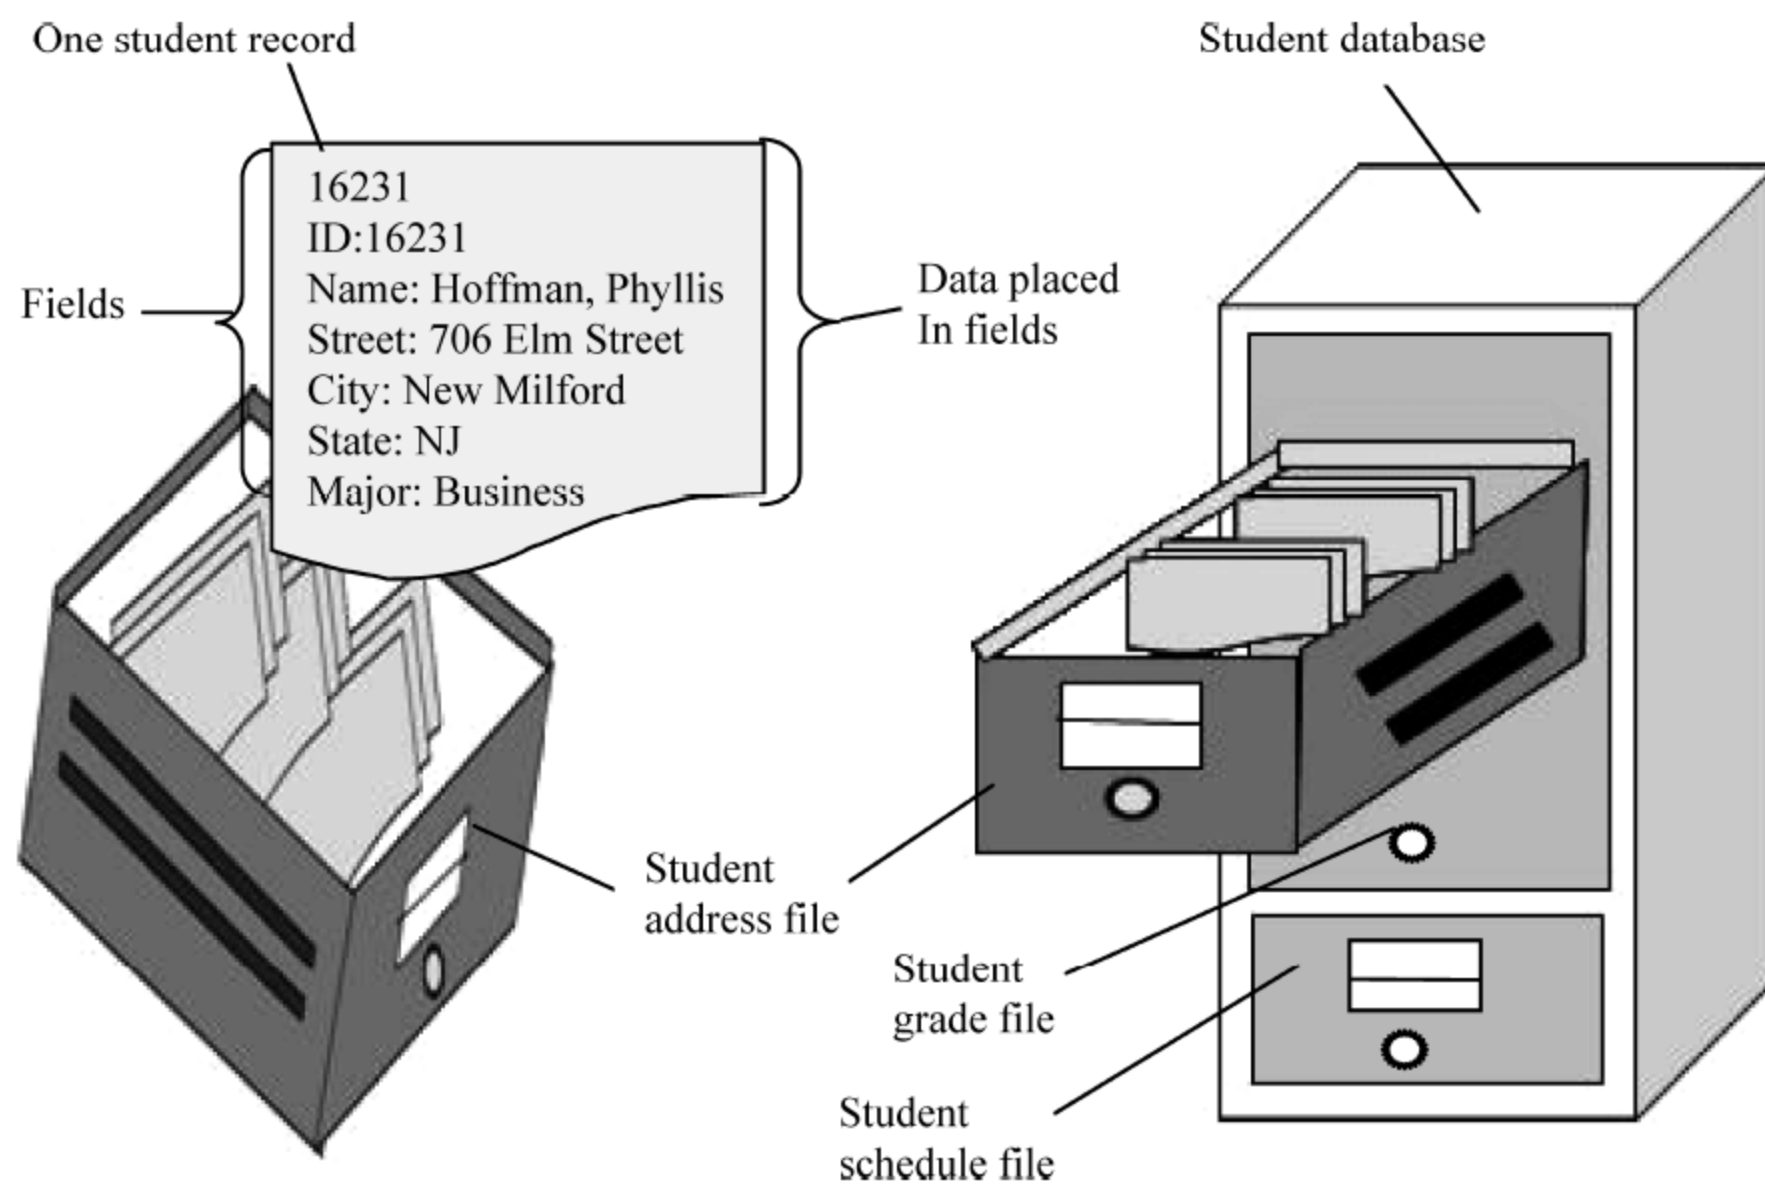 One student record
Student database
16231
ID:16231
Name: Hoffman, Phyllis
Street: 706 Elm Street
City: New Milford
State: NJ
Major: Business
Fields
Data placed
In fields
Student
address file
Student
grade file
Student
schedule file